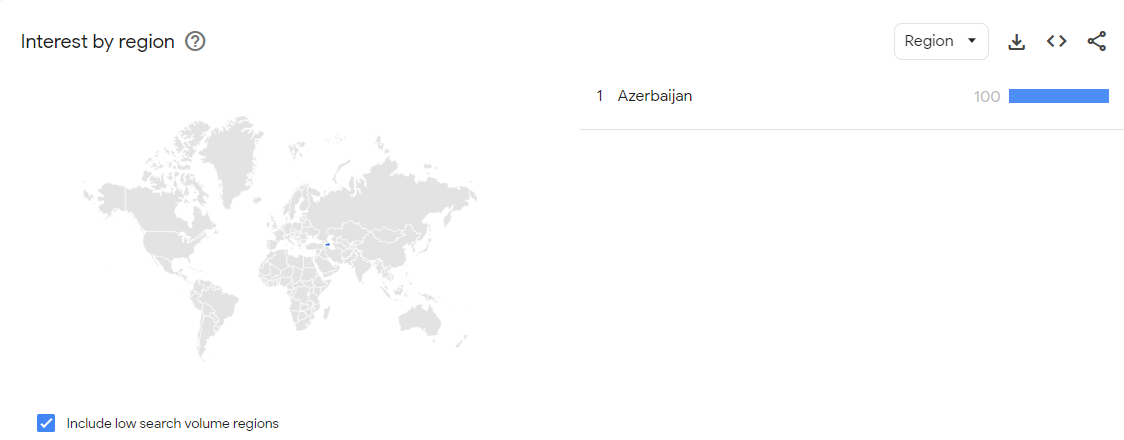 Interest by region
Region
1 Azerbaijan 100
Include low search volume regions